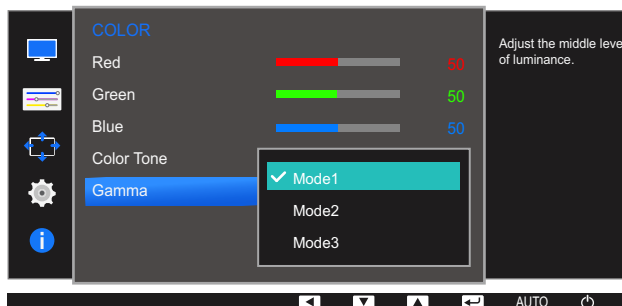 COLOR
Red 50
Green 50
Blue 50
Color Tone
Gamma
Mode1
Mode2
Mode3
Adjust the middle leve
of luminance.
AUTO